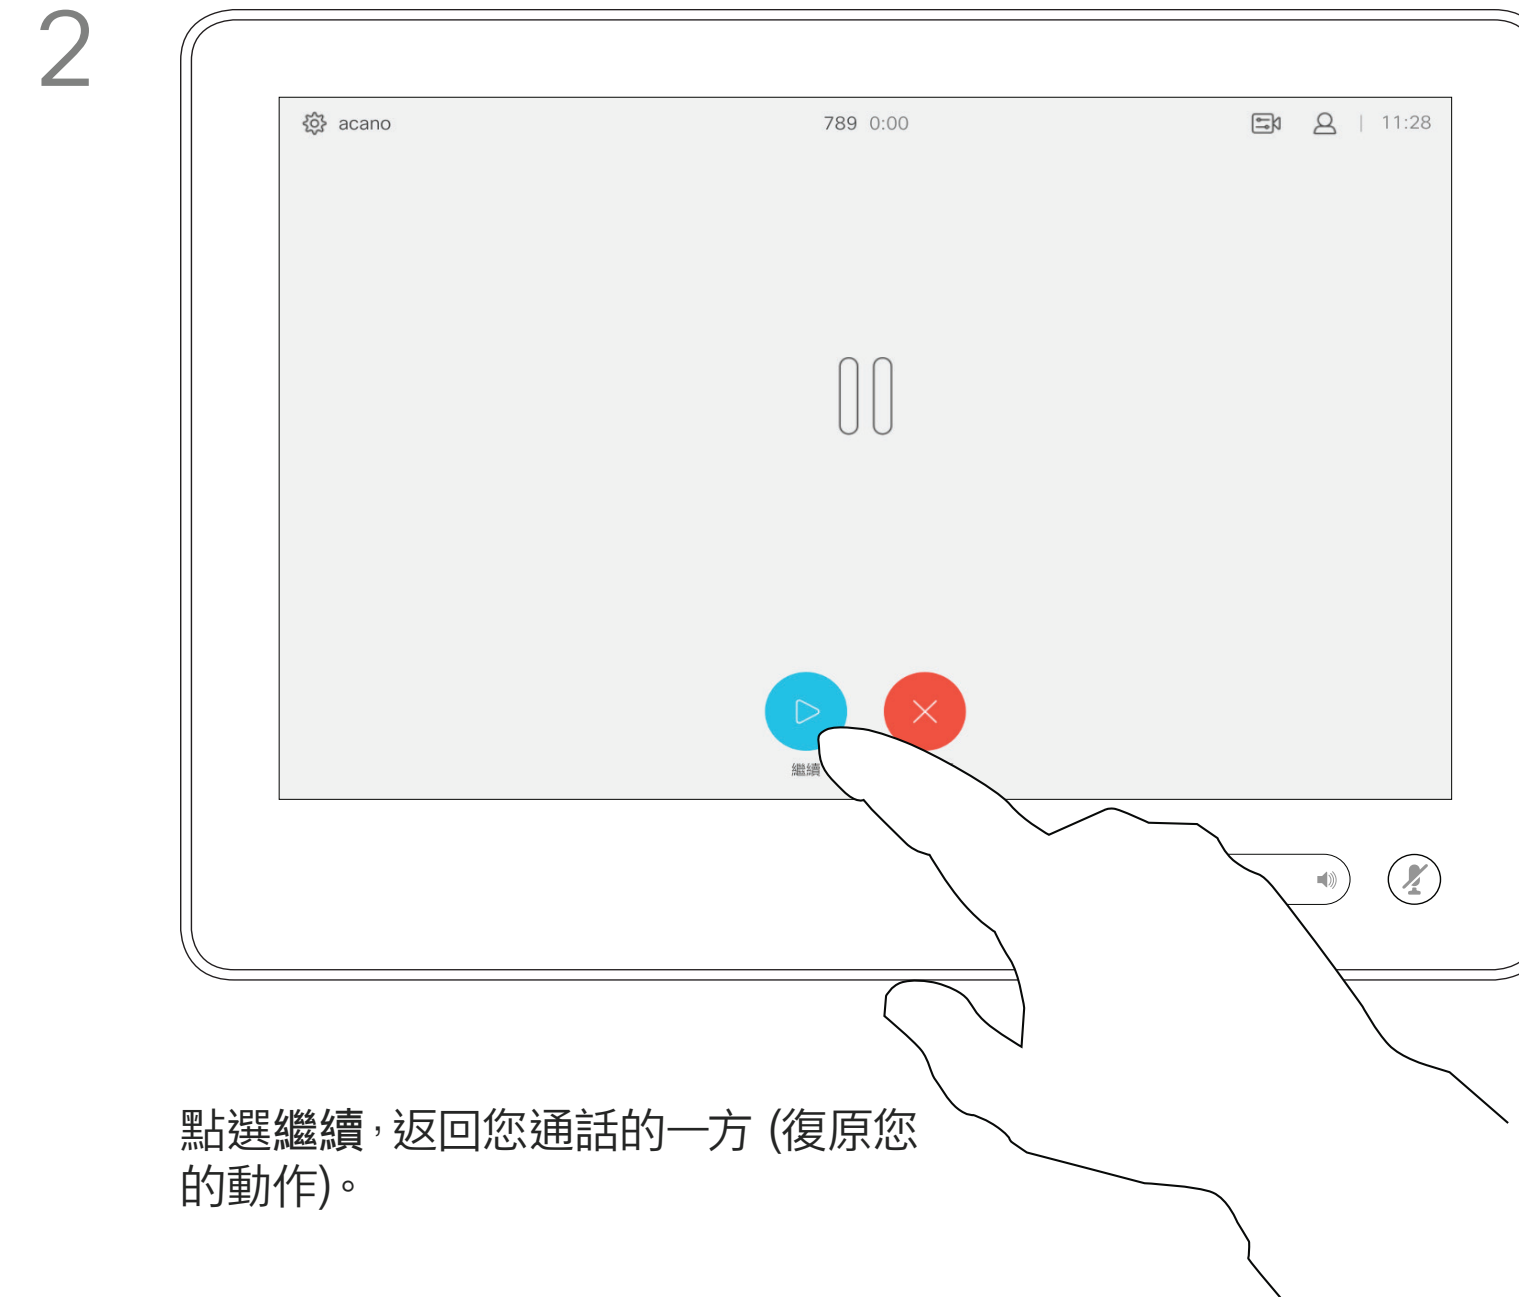 2
acano 789 0:00 | 11:28
繼續
點選繼續，返回您通話的一方 (復原您
的動作)。